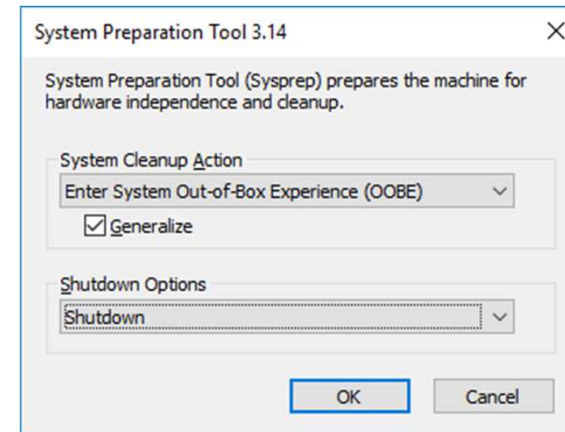 System Preparation Tool 3.14
System Preparation Tool (Sysprep) prepares the machine for
hardware independence and cleanup.
System Cleanup Action
Enter System Out-of-Box Experience (OOBE)
Generalize
Shutdown Options
Shutdown
OK Cancel